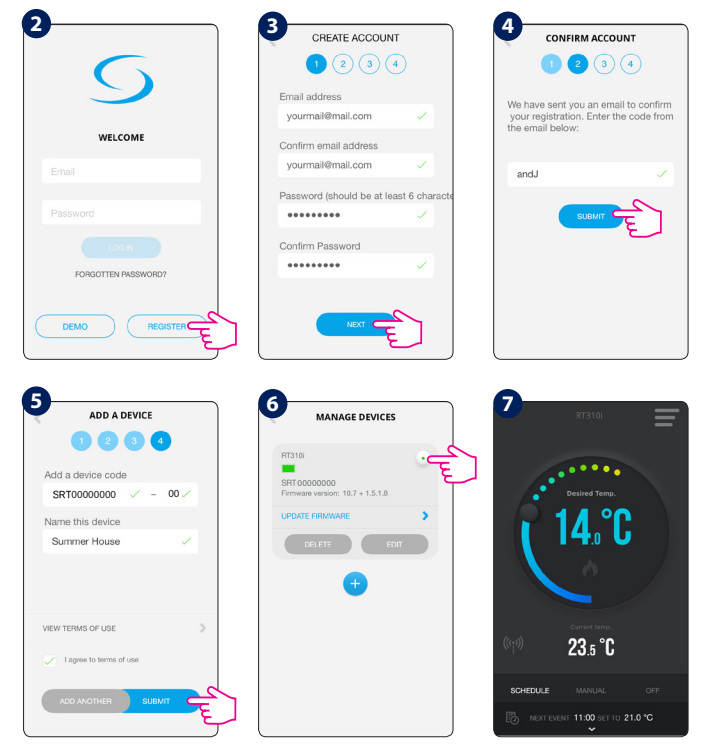 2
WELCOME
Email
Password
LOG IN
FORGOTTEN PASSWORD?
DEMO
REGISTER
3
CREATE ACCOUNT
1 2 3 4
Email address
yourmail@mail.com
Confirm email address
yourmail@mail.com
Password (should be at least 6 characte
•••••••••
Confirm Password
•••••••••
NEXT
4
CONFIRM ACCOUNT
1 2 3 4
We have sent you an email to confirm
your registration. Enter the code from
the email below:
andJ
SUBMIT
5
ADD A DEVICE
1 2 3 4
Add a device code
SRT00000000 – 00
Name this device
Summer House
VIEW TERMS OF USE
I agree to terms of use
ADD ANOTHER SUBMIT
6
MANAGE DEVICES
RT310i
SRT00000000
Firmware version: 10.7 + 1.5.1.8
UPDATE FIRMWARE
DELETE EDIT
+
7
RT310i
Desired Temp.
14.0 °C
Current temp.
23.5 °C
SCHEDULE MANUAL OFF
NEXT EVENT 11:00 SET TO 21.0 °C